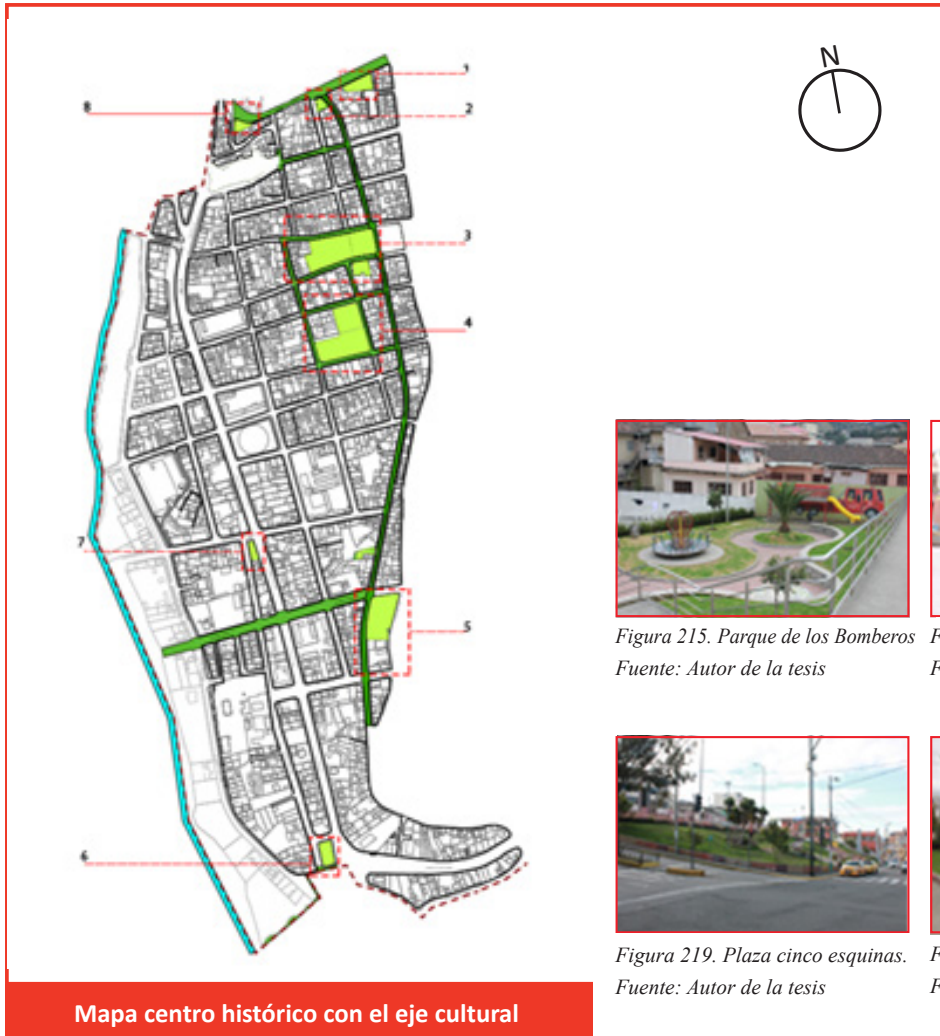 N
1
8
2
3
4
7
5
6
Figura 215. Parque de los Bomberos
Fuente: Autor de la tesis
F
F
Figura 219. Plaza cinco esquinas.
Fuente: Autor de la tesis
F
F
Mapa centro histórico con el eje cultural